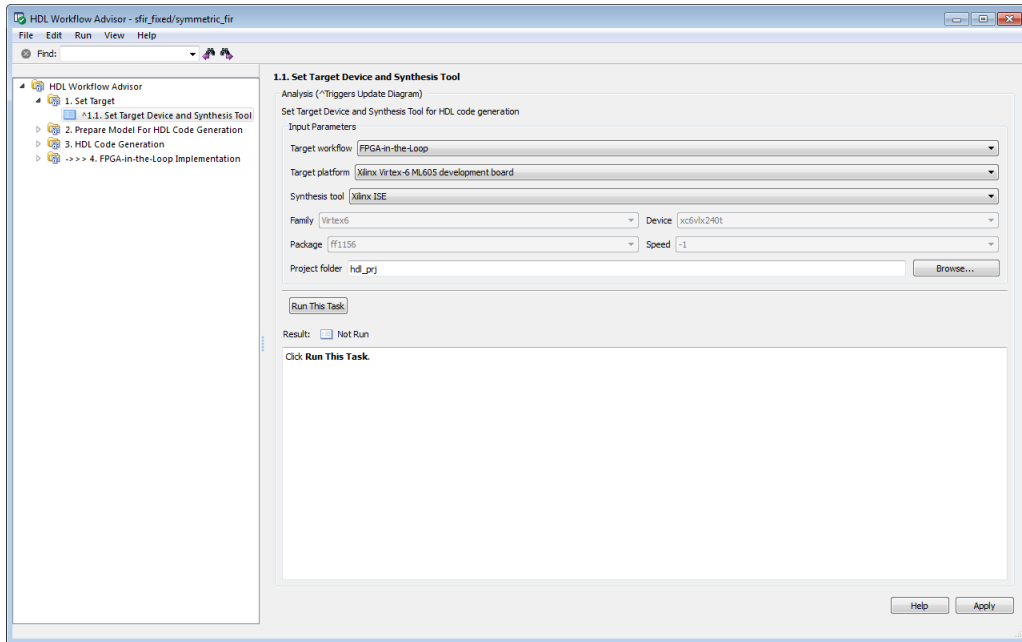 HDL Workflow Advisor - sfir_fixed/symmetric_fir
File Edit Run View Help
Find:
HDL Workflow Advisor
1. Set Target
^1.1. Set Target Device and Synthesis Tool
2. Prepare Model For HDL Code Generation
3. HDL Code Generation
->>> 4. FPGA-in-the-Loop Implementation
1.1. Set Target Device and Synthesis Tool
Analysis (^Triggers Update Diagram)
Set Target Device and Synthesis Tool for HDL code generation
Input Parameters
Target workflow FPGA-in-the-Loop
Target platform Xilinx Virtex-6 ML605 development board
Synthesis tool Xilinx ISE
Family Virtex6 Device xc6vlx240t
Package ff1156 Speed -1
Project folder hdl_prj Browse...
Run This Task
Result: Not Run
Click Run This Task.
Help Apply